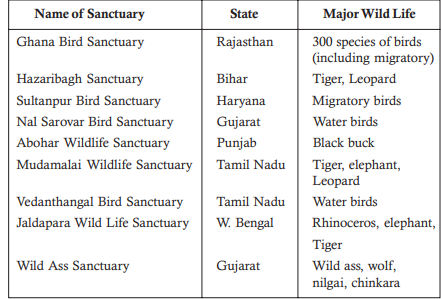 Name of Sanctuary State Major Wild Life
Ghana Bird Sanctuary Rajasthan 300 species of birds
(including migratory)
Hazaribagh Sanctuary Bihar Tiger, Leopard
Sultanpur Bird Sanctuary Haryana Migratory birds
Nal Sarovar Bird Sanctuary Gujarat Water birds
Abohar Wildlife Sanctuary Punjab Black buck
Mudamalai Wildlife Sanctuary Tamil Nadu Tiger, elephant,
Leopard
Vedanthangal Bird Sanctuary Tamil Nadu Water birds
Jaldapara Wild Life Sanctuary W. Bengal Rhinoceros, elephant,
Tiger
Wild Ass Sanctuary Gujarat Wild ass, wolf,
nilgai, chinkara